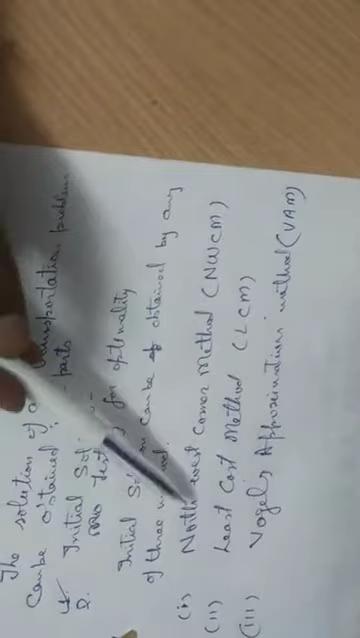 The solution of a transportation problem
can be obtained parts
1. Initial Sol
2. Test for optimality
Initial Sol can be obtained by any
of three
(i) North west Corner Method (NWCM)
(ii) Least Cost Method (LCM)
(iii) Vogel's Approximation method (VAM)